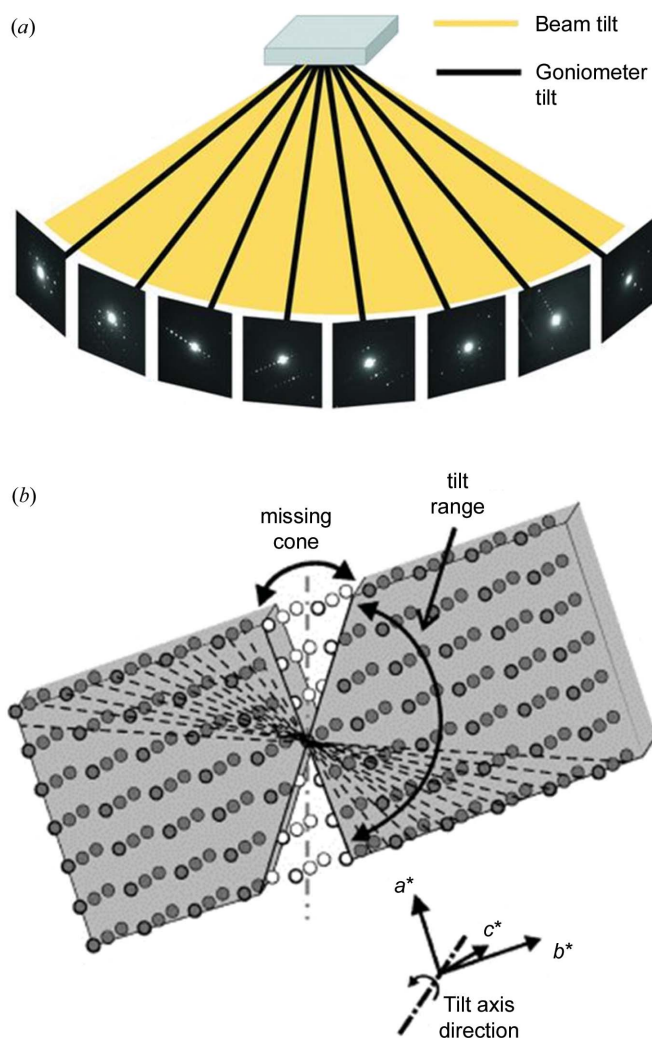 (a)
Beam tilt
Goniometer
tilt
(b)
missing
cone
tilt
range
a*
c*
b*
Tilt axis
direction